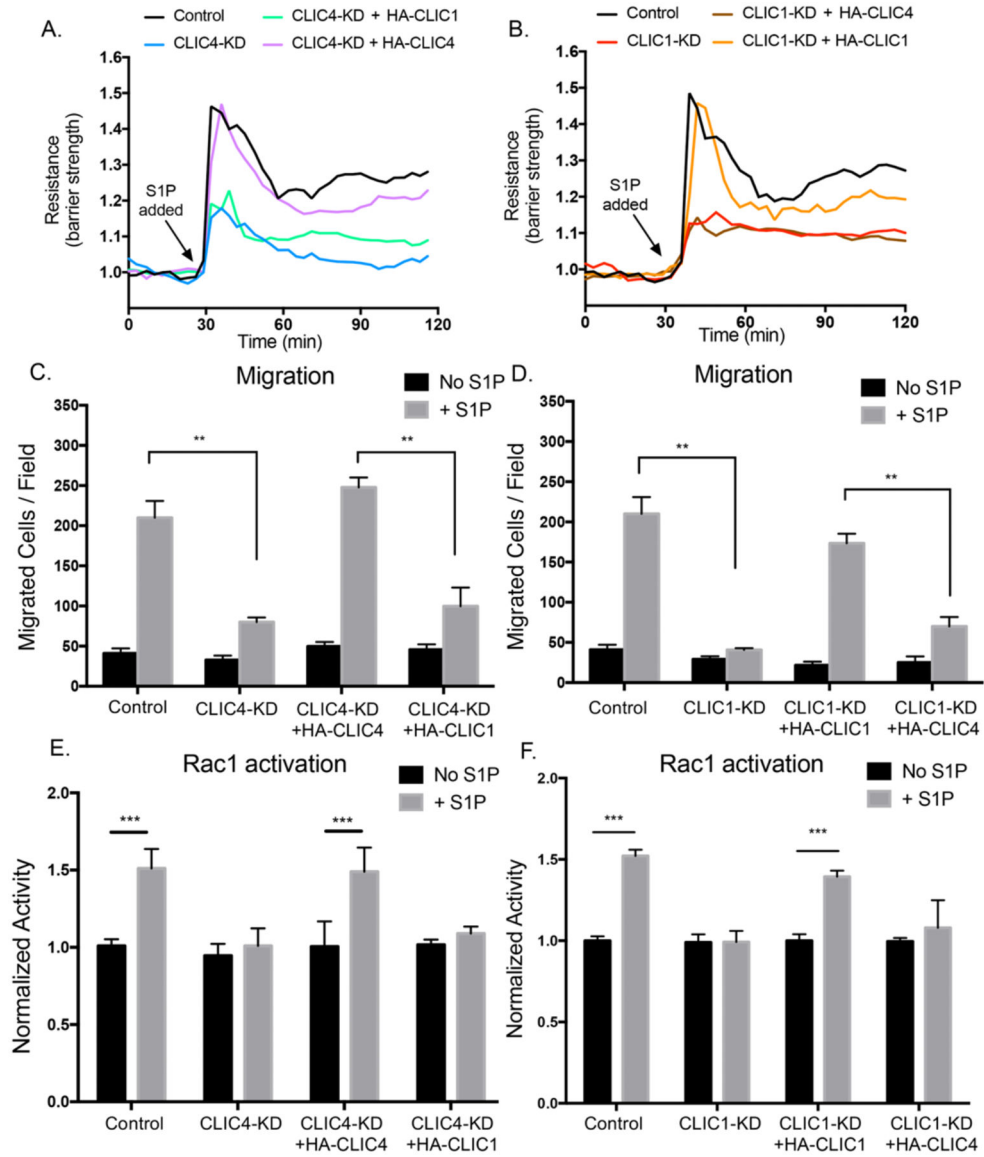 A.
Control
CLIC4-KD + HA-CLIC1
CLIC4-KD
CLIC4-KD + HA-CLIC4
1.6
1.5
1.4
1.3
1.2
1.1
1.0
Resistance
(barrier strength)
S1P
added
0
30
60
90
120
Time (min)
B.
Control
CLIC1-KD + HA-CLIC4
CLIC1-KD
CLIC1-KD + HA-CLIC1
1.6
1.5
1.4
1.3
1.2
1.1
1.0
Resistance
(barrier strength)
S1P
added
0
30
60
90
120
Time (min)
C.
Migration
No S1P
+ S1P
350
300
250
200
150
100
50
0
Migrated Cells / Field
**
**
Control
CLIC4-KD
CLIC4-KD
+HA-CLIC4
CLIC4-KD
+HA-CLIC1
D.
Migration
No S1P
+ S1P
350
300
250
200
150
100
50
0
Migrated Cells / Field
**
**
Control
CLIC1-KD
CLIC1-KD
+HA-CLIC1
CLIC1-KD
+HA-CLIC4
E.
Rac1 activation
No S1P
+ S1P
2.0
1.5
1.0
0.5
0.0
Normalized Activity
***
***
Control
CLIC4-KD
CLIC4-KD
+HA-CLIC4
CLIC4-KD
+HA-CLIC1
F.
Rac1 activation
No S1P
+ S1P
2.0
1.5
1.0
0.5
0.0
Normalized Activity
***
***
Control
CLIC1-KD
CLIC1-KD
+HA-CLIC1
CLIC1-KD
+HA-CLIC4